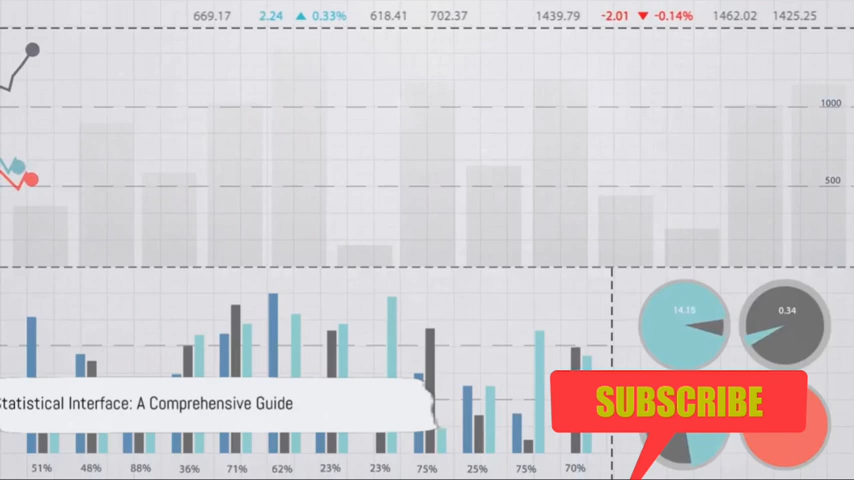 669.17 2.24 ▲ 0.33% 618.41 702.37 1439.79 -2.01 ▼ -0.14% 1462.02 1425.25
1000
500
14.18 0.34
Statistical Interface: A Comprehensive Guide
SUBSCRIBE
51% 48% 88% 36% 71% 62% 23% 23% 75% 25% 75% 70%